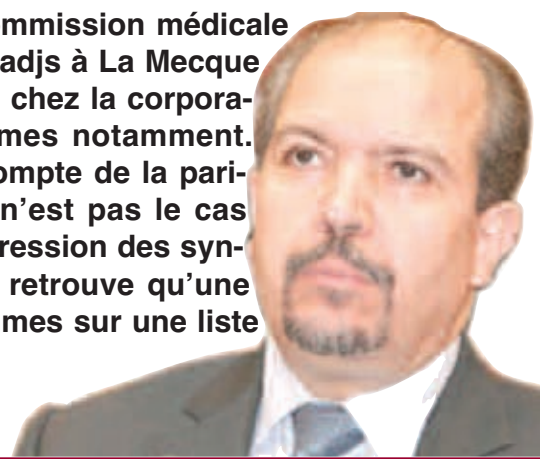 mmission médicale
adjs à La Mecque
chez la corpora-
mes notamment.
ompte de la pari-
n'est pas le cas
ression des syn-
retrouve qu'une
mes sur une liste